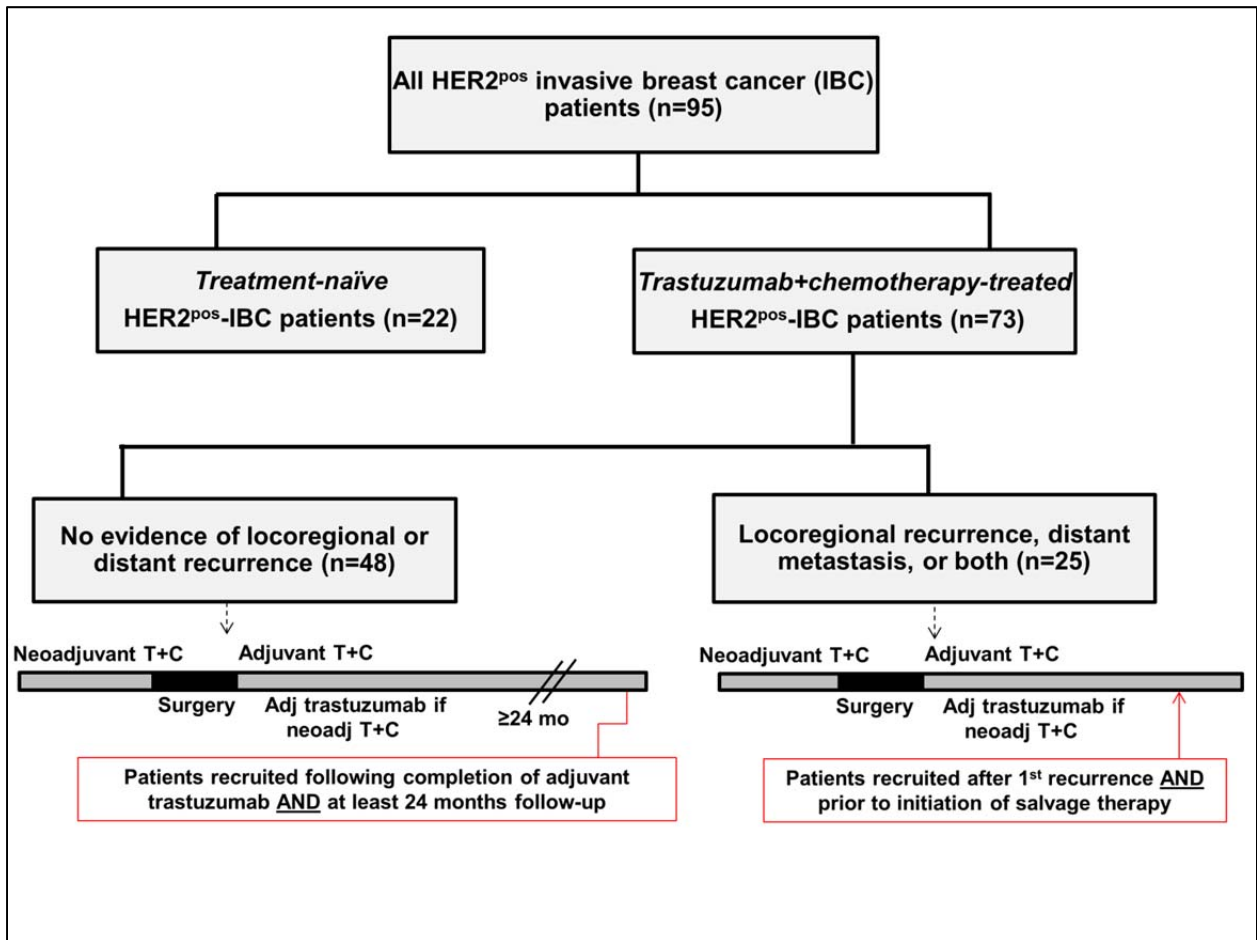 All HER2pos invasive breast cancer (IBC)
patients (n=95)
Treatment-naïve
HER2pos-IBC patients (n=22)
Trastuzumab+chemotherapy-treated
HER2pos-IBC patients (n=73)
No evidence of locoregional or
distant recurrence (n=48)
Locoregional recurrence, distant
metastasis, or both (n=25)
Neoadjuvant T+C
Adjuvant T+C
Surgery
Adj trastuzumab if
neoadj T+C
≥24 mo
Patients recruited following completion of adjuvant
trastuzumab AND at least 24 months follow-up
Neoadjuvant T+C
Adjuvant T+C
Surgery
Adj trastuzumab if
neoadj T+C
Patients recruited after 1st recurrence AND
prior to initiation of salvage therapy